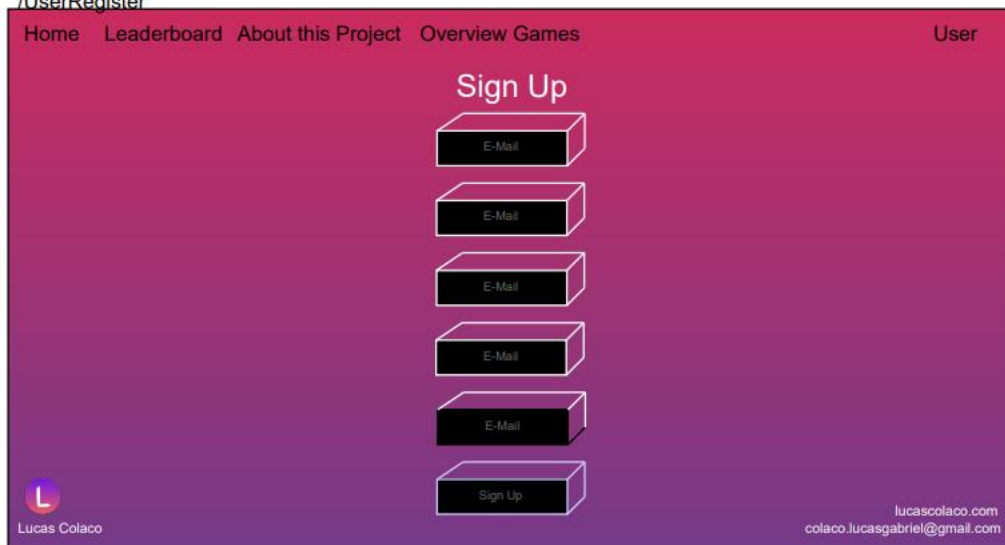 /UserRegister
Home Leaderboard About this Project Overview Games User
Sign Up
E-Mail
E-Mail
E-Mail
E-Mail
E-Mail
Sign Up
L
Lucas Colaco
lucascolaco.com
colaco.lucasgabriel@gmail.com